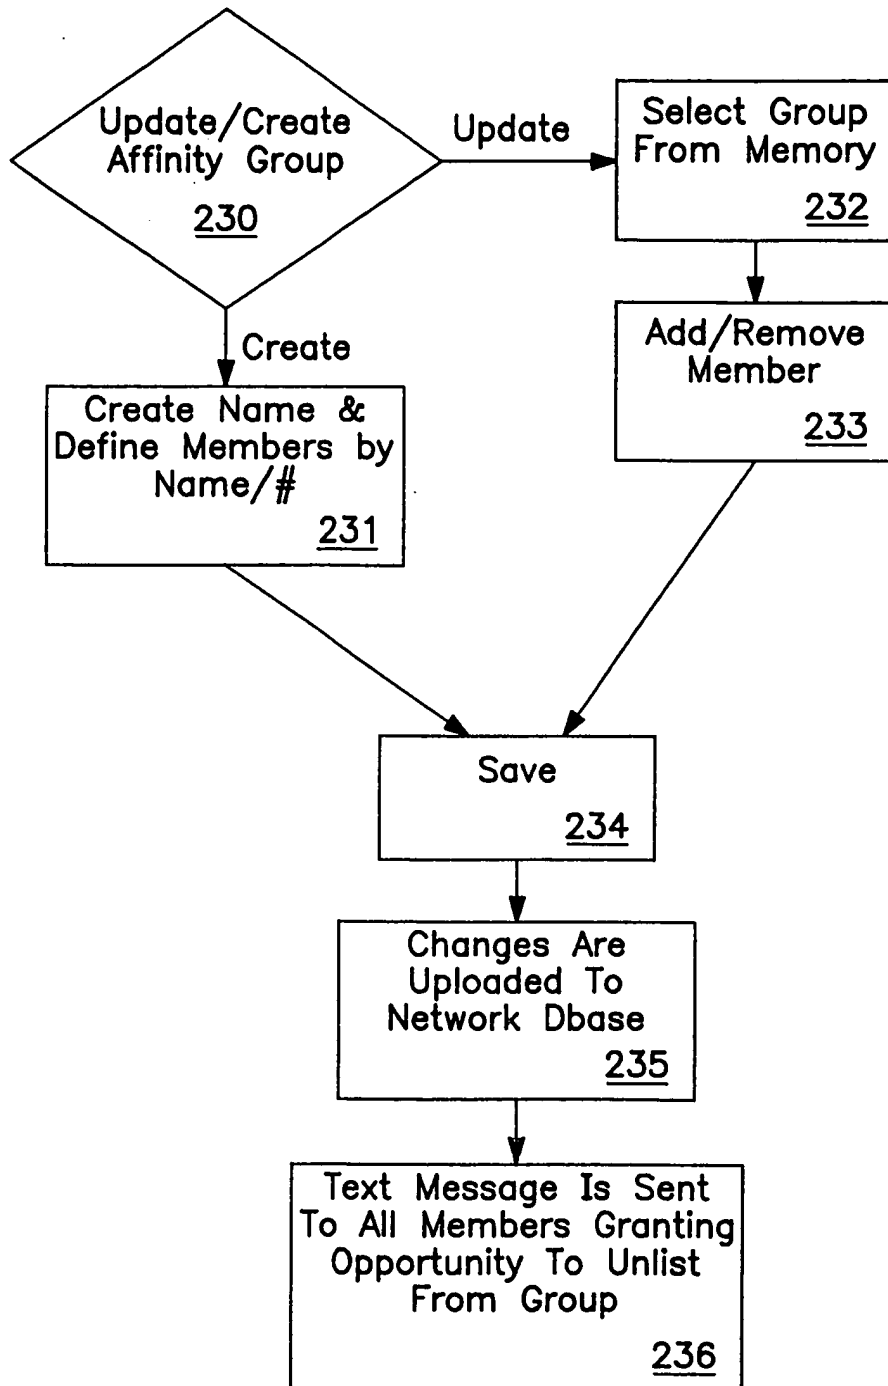 Update/Create
Affinity Group
230
Update
Select Group
From Memory
232
Create
Add/Remove
Member
233
Create Name &
Define Members by
Name/#
231
Save
234
Changes Are
Uploaded To
Network Dbase
235
Text Message Is Sent
To All Members Granting
Opportunity To Unlist
From Group
236